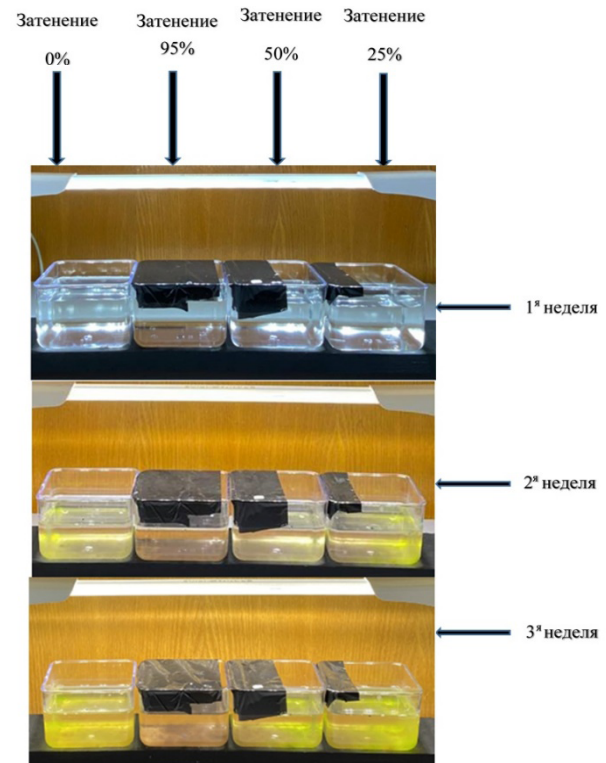 Затенение
0%
Затенение
95%
Затенение
50%
Затенение
25%
1я неделя
2я неделя
3я неделя